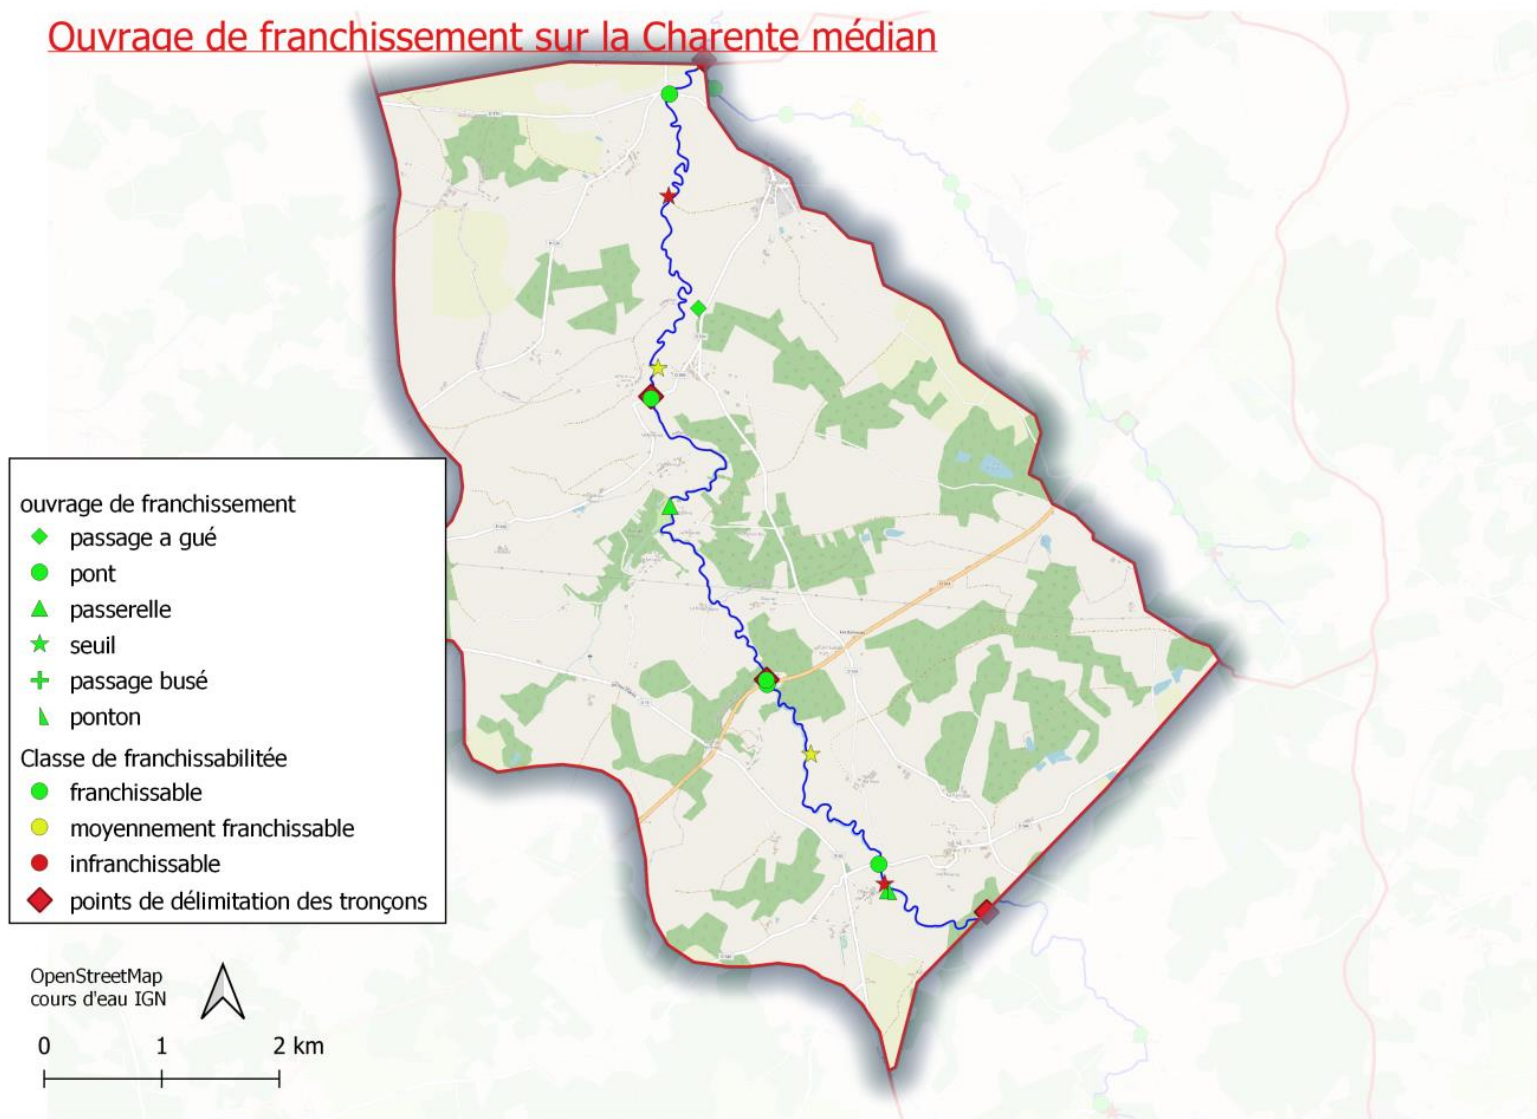 Ouvrage de franchissement sur la Charente médian
ouvrage de franchissement
passage a gué
pont
passerelle
seuil
passage busé
ponton
Classe de franchissabilitée
franchissable
moyennement franchissable
infranchissable
points de délimitation des tronçons
OpenStreetMap
cours d'eau IGN
0 1 2 km